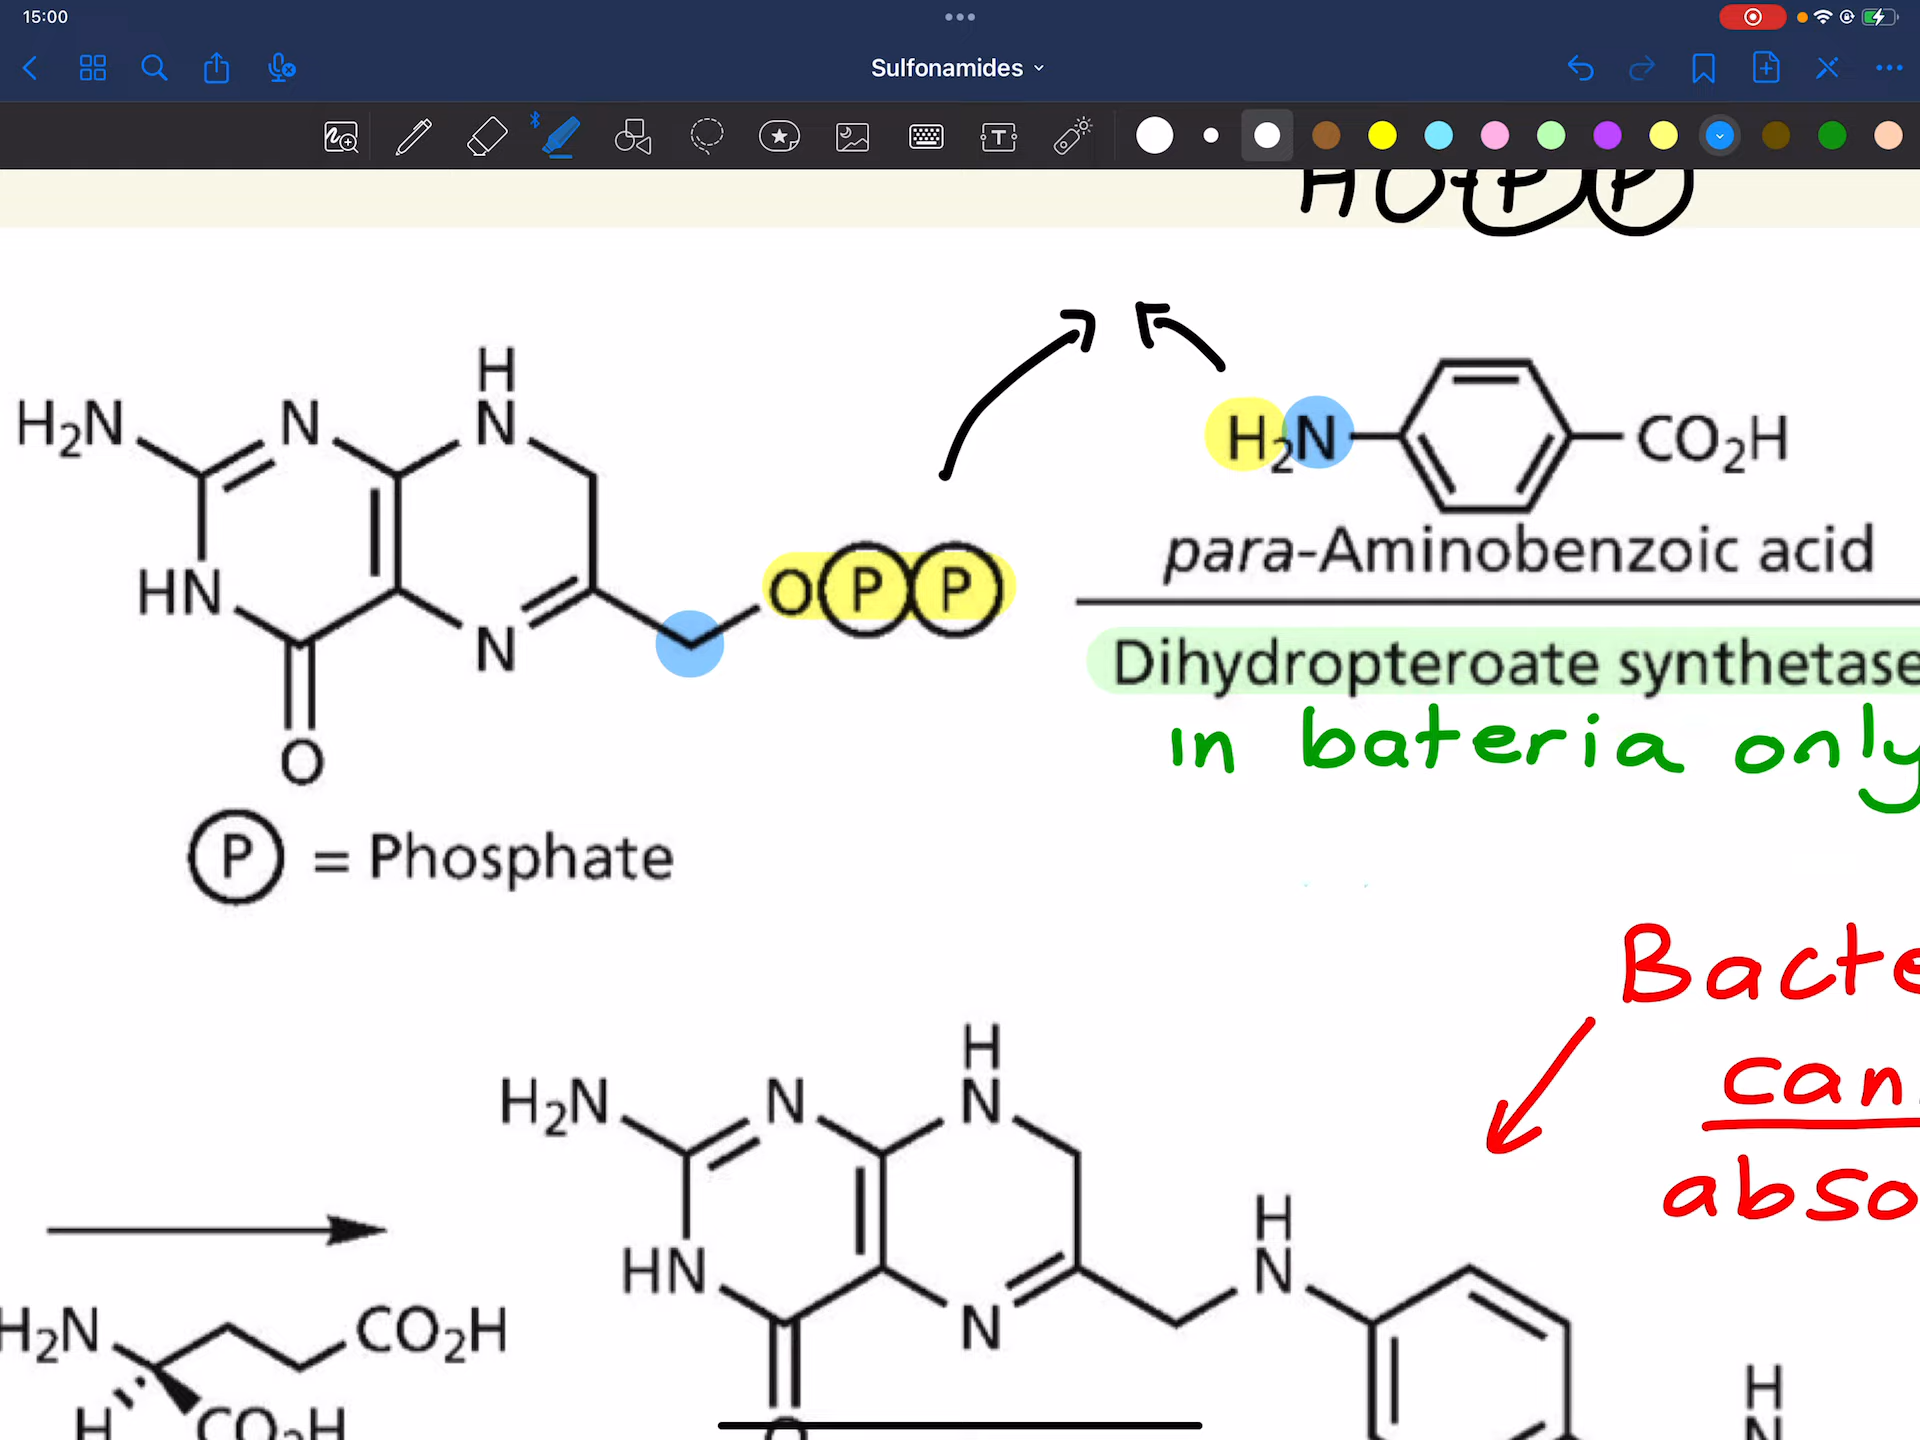 15:00
Sulfonamides
T
HO-PP
H
H₂N N N
HN N
O P P
O
H₂N CO₂H
para-Aminobenzoic acid
Dihydropteroate synthetase
in bateria only
P = Phosphate
Bacte
can
abso
H
H₂N N N
H
HN N N
H₂N CO₂H
H CO₂H
O
H
N